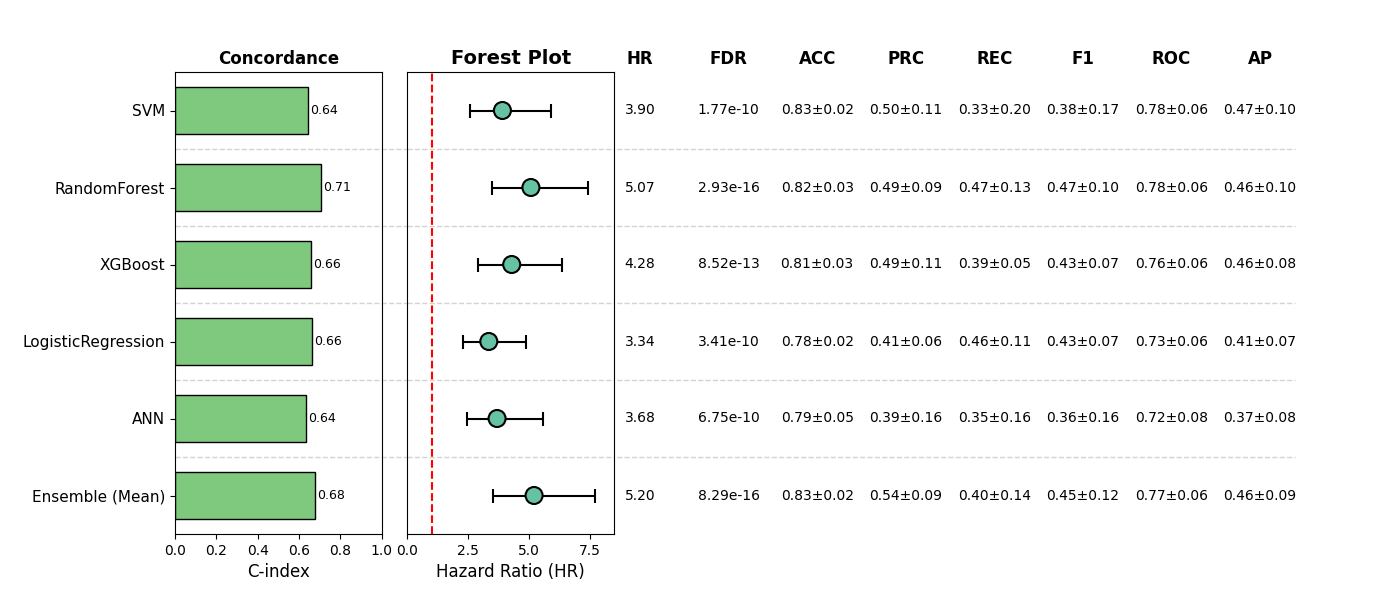 Concordance Forest Plot HR FDR ACC PRC REC F1 ROC AP
SVM 0.64 3.90 1.77e-10 0.83±0.02 0.50±0.11 0.33±0.20 0.38±0.17 0.78±0.06 0.47±0.10
RandomForest 0.71 5.07 2.93e-16 0.82±0.03 0.49±0.09 0.47±0.13 0.47±0.10 0.78±0.06 0.46±0.10
XGBoost 0.66 4.28 8.52e-13 0.81±0.03 0.49±0.11 0.39±0.05 0.43±0.07 0.76±0.06 0.46±0.08
LogisticRegression 0.66 3.34 3.41e-10 0.78±0.02 0.41±0.06 0.46±0.11 0.43±0.07 0.73±0.06 0.41±0.07
ANN 0.64 3.68 6.75e-10 0.79±0.05 0.39±0.16 0.35±0.16 0.36±0.16 0.72±0.08 0.37±0.08
Ensemble (Mean) 0.68 5.20 8.29e-16 0.83±0.02 0.54±0.09 0.40±0.14 0.45±0.12 0.77±0.06 0.46±0.09
0.0 0.2 0.4 0.6 0.8 1.0 0.0 2.5 5.0 7.5
C-index Hazard Ratio (HR)